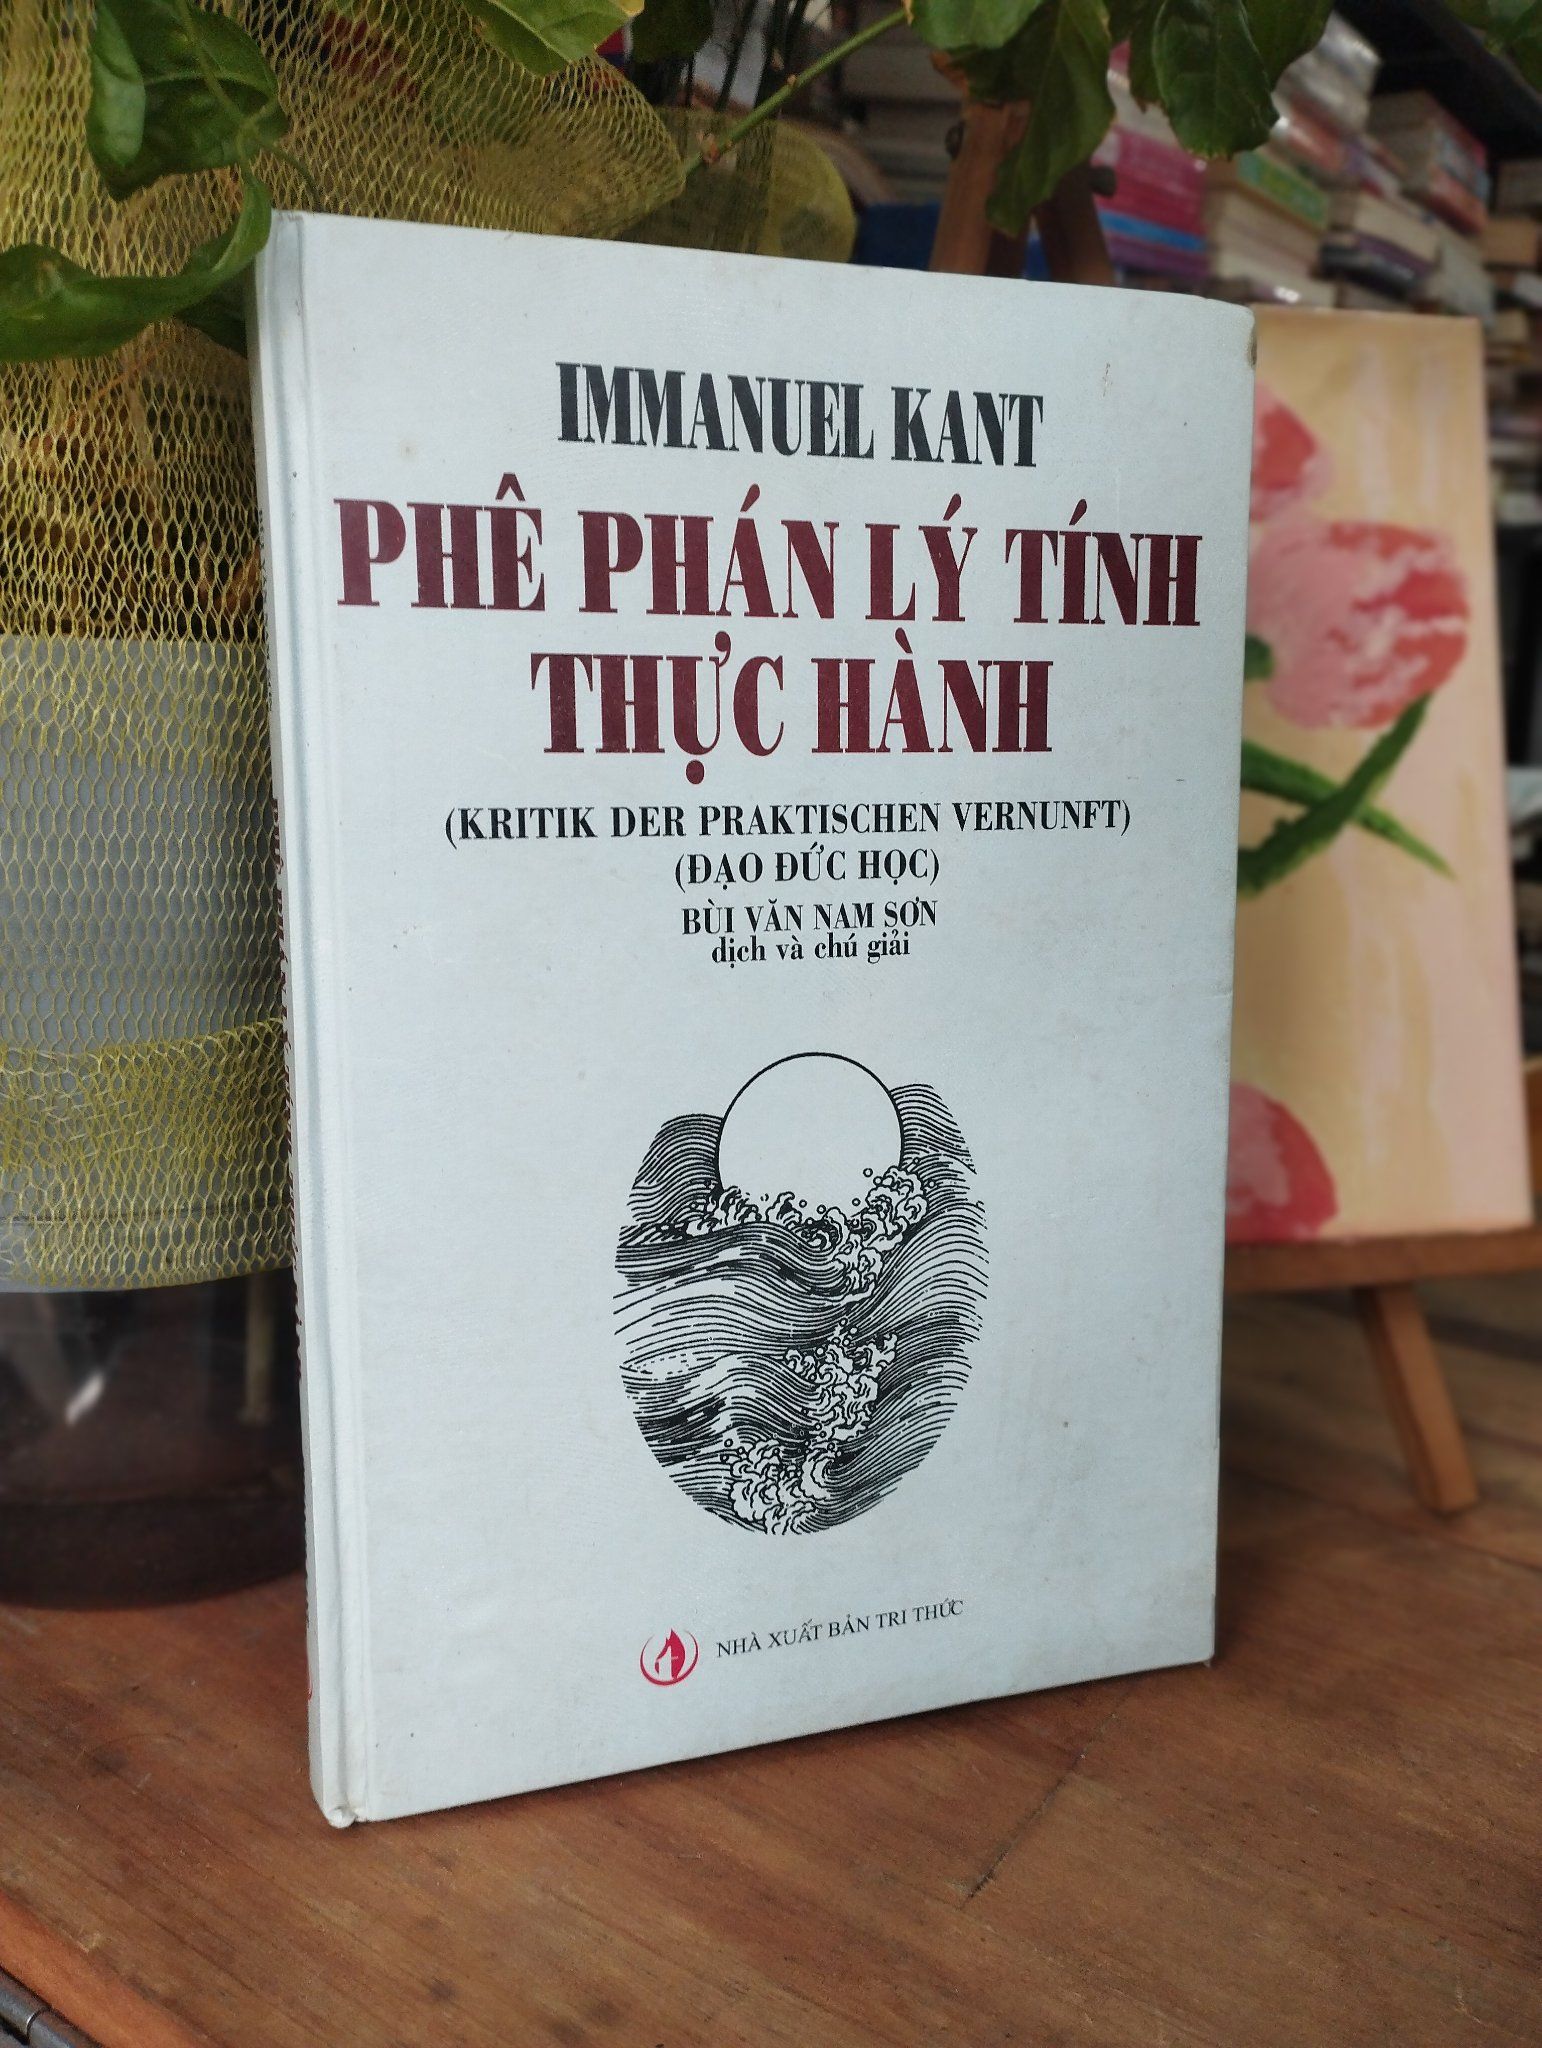 IMMANUEL KANT
PHÊ PHÁN LÝ TÍNH
THỰC HÀNH
(KRITIK DER PRAKTISCHEN VERNUNFT)
(ĐẠO ĐỨC HỌC)
BÙI VĂN NAM SƠN
dịch và chú giải
NHÀ XUẤT BẢN TRI THỨC